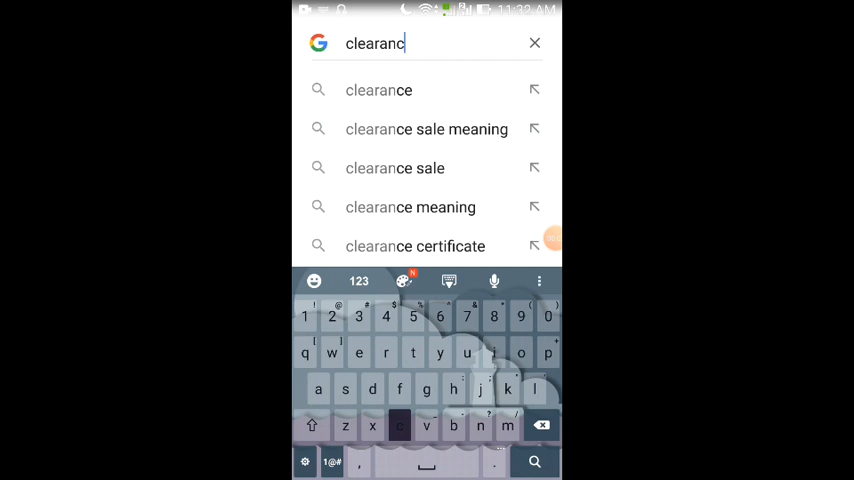 11:32 AM
clearanc
clearance
clearance sale meaning
clearance sale
clearance meaning
clearance certificate
123
N
! @ # $ % ^ & * ( )
1 2 3 4 5 6 7 8 9 0
q w e r t y u i o p
a s d f g h j k l
z x c v b n m
1@# , .